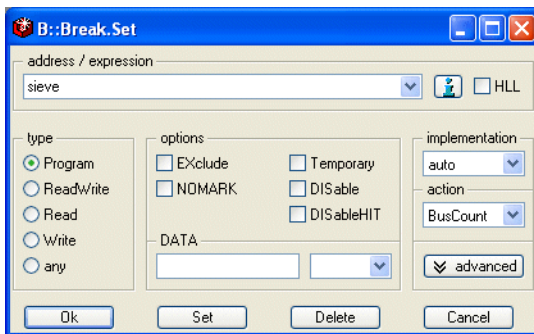 B::Break.Set
address / expression
sieve
HLL
type
Program
ReadWrite
Read
Write
any
options
EXclude
NOMARK
Temporary
DISable
DISableHIT
DATA
implementation
auto
action
BusCount
advanced
Ok Set Delete Cancel